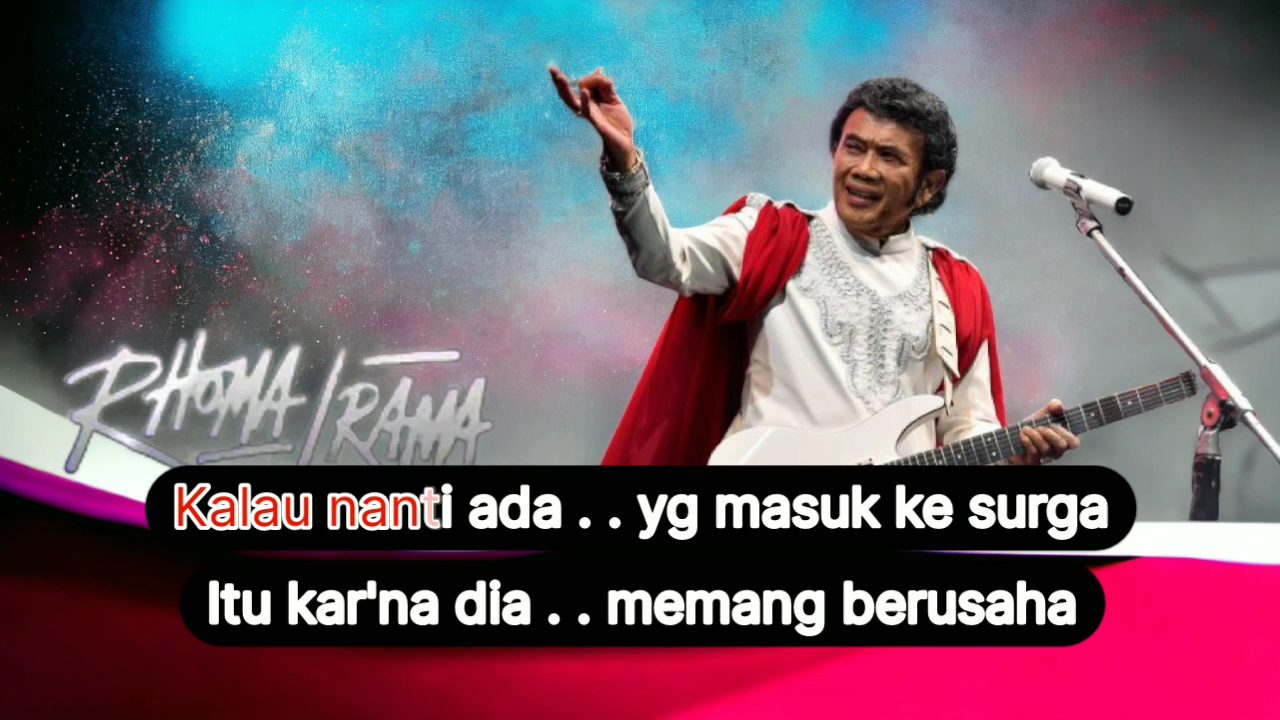 RHOMA IRAMA
Kalau nanti ada . . yg masuk ke surga
Itu kar'na dia . . memang berusaha